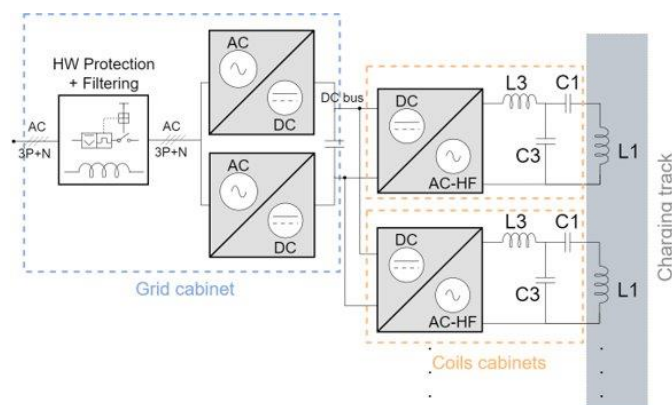 HW Protection
+ Filtering
AC
3P+N
AC
3P+N
AC
DC
AC
DC
Grid cabinet
DC bus
DC
AC-HF
L3
C1
C3
L1
DC
AC-HF
L3
C1
C3
L1
Coils cabinets
Charging track